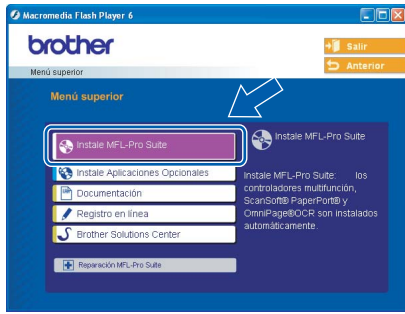 Macromedia Flash Player 6
brother
Salir
Anterior
Menú superior
Menú superior
Instale MFL-Pro Suite
Instale Aplicaciones Opcionales
Documentación
Registro en línea
Brother Solutions Center
Reparación MFL-Pro Suite
Instale MFL-Pro Suite
Instale MFL-Pro Suite: los
controladores multifunción,
ScanSoft® PaperPort® y
OmniPage®OCR son instalados
automáticamente.